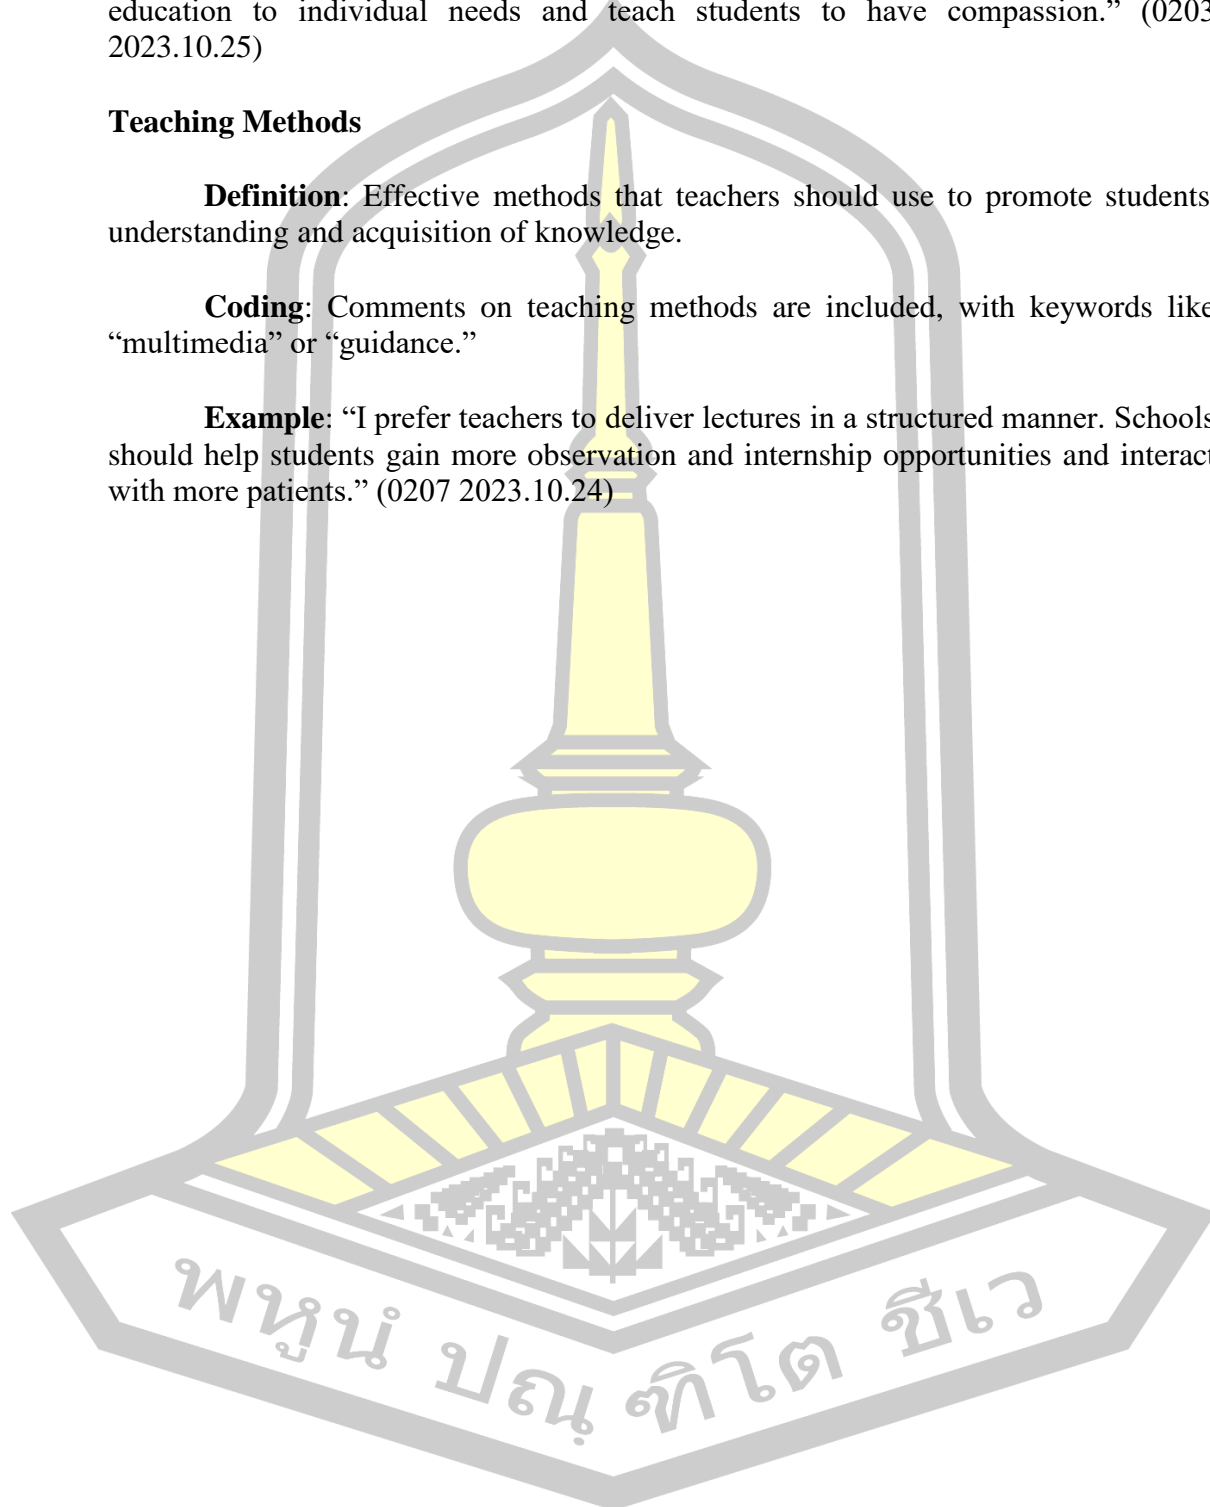 education to individual needs and teach students to have compassion.” (0203
2023.10.25)
Teaching Methods
Definition: Effective methods that teachers should use to promote students
understanding and acquisition of knowledge.
Coding: Comments on teaching methods are included, with keywords like
“multimedia” or “guidance.”
Example: “I prefer teachers to deliver lectures in a structured manner. Schools
should help students gain more observation and internship opportunities and interact
with more patients.” (0207 2023.10.24)
พหูนํ ปณฺฑิโต ชีเว